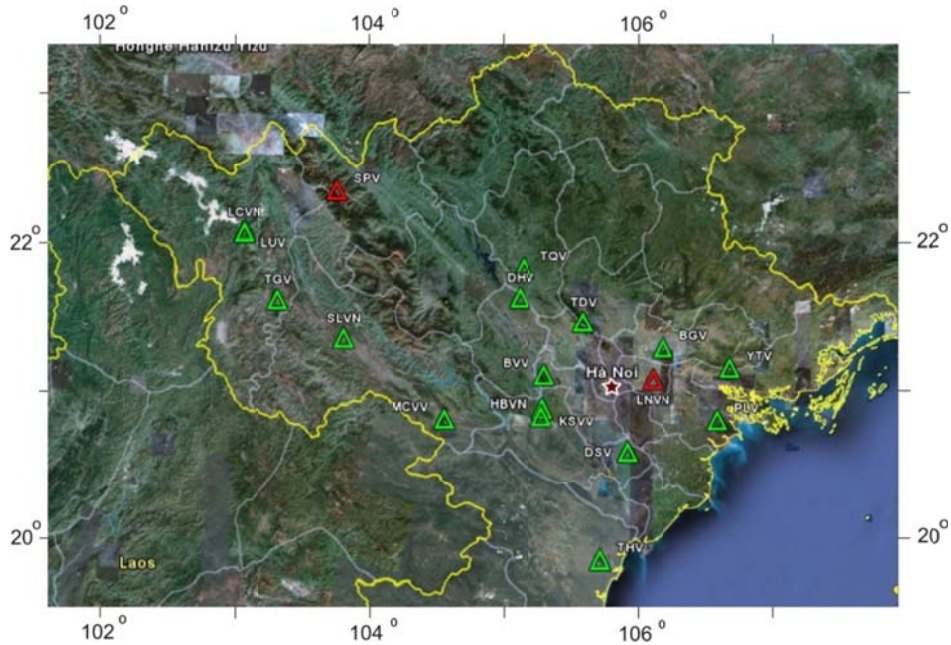 102° 104° 106°
Honghe Hanizu Yizu
SPV
LCVN
LUV
22° 22°
TQV
TGV
DHV
TDV
SLVN
BGV
BVV
YTV
Hà Nội
LNVN
HBVN
MCVV
KSVV
PLV
DSV
20° 20°
THV
Laos
102° 104° 106°